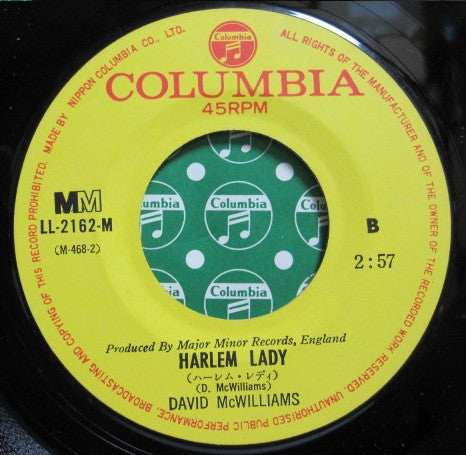 Columbia
COLUMBIA
45RPM
MADE BY NIPPON COLUMBIA CO., LTD.
ALL RIGHTS OF THE MANUFACTURER AND OF THE OWNER OF THE RECORDED WORK RESERVED. UNAUTHORISED PUBLIC PERFORMANCE, BROADCASTING AND COPYING OF THIS RECORD PROHIBITED.
MM
LL-2162-M
(M-468-2)
B
2:57
Columbia
Columbia
Columbia
Produced By Major Minor Records, England
HARLEM LADY
(ハーレム・レディ)
(D. McWilliams)
DAVID McWILLIAMS